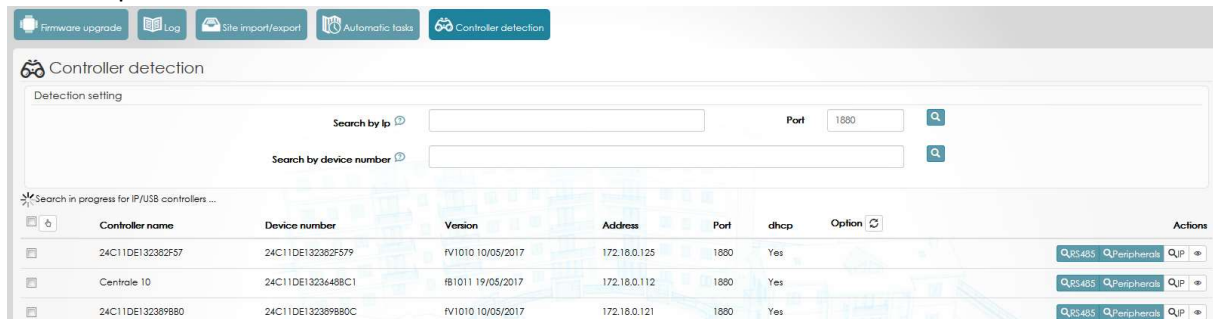 Firmware upgrade Log Site import/export Automatic tasks Controller detection
Controller detection
Detection setting
Search by Ip Port 1880
Search by device number
Search in progress for IP/USB controllers ...
Controller name Device number Version Address Port dhcp Option Actions
24C11DE132382F57 24C11DE132382F579 fV1010 10/05/2017 172.18.0.125 1880 Yes RS485 Peripherals IP
Centrale 10 24C11DE1323648BC1 fB1011 19/05/2017 172.18.0.112 1880 Yes RS485 Peripherals IP
24C11DE132389BB0 24C11DE132389BB0C fV1010 10/05/2017 172.18.0.121 1880 Yes RS485 Peripherals IP